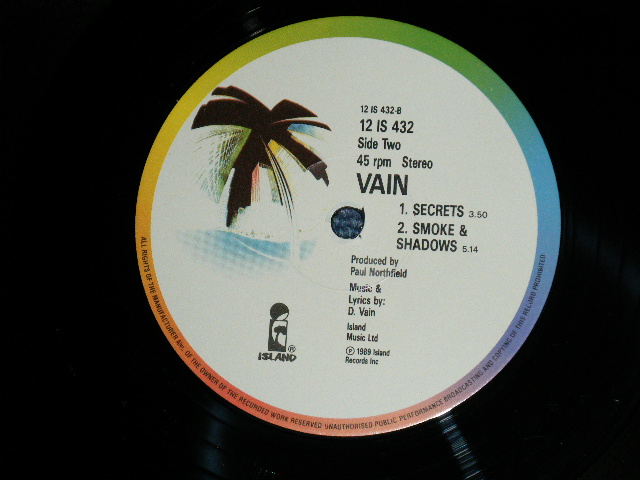 12 IS 432-B
12 IS 432
Side Two
45 rpm Stereo
VAIN
1. SECRETS 3.50
2. SMOKE &
SHADOWS 5.14
Produced by
Paul Northfield
Music &
Lyrics by:
D. Vain
Island
Music Ltd
℗ 1989 Island
Records Inc
ISLAND ®
ALL RIGHTS OF THE MANUFACTURER AND OF THE OWNER OF THE RECORDED WORK RESERVED UNAUTHORISED PUBLIC PERFORMANCE BROADCASTING AND COPYING OF THIS RECORD PROHIBITED